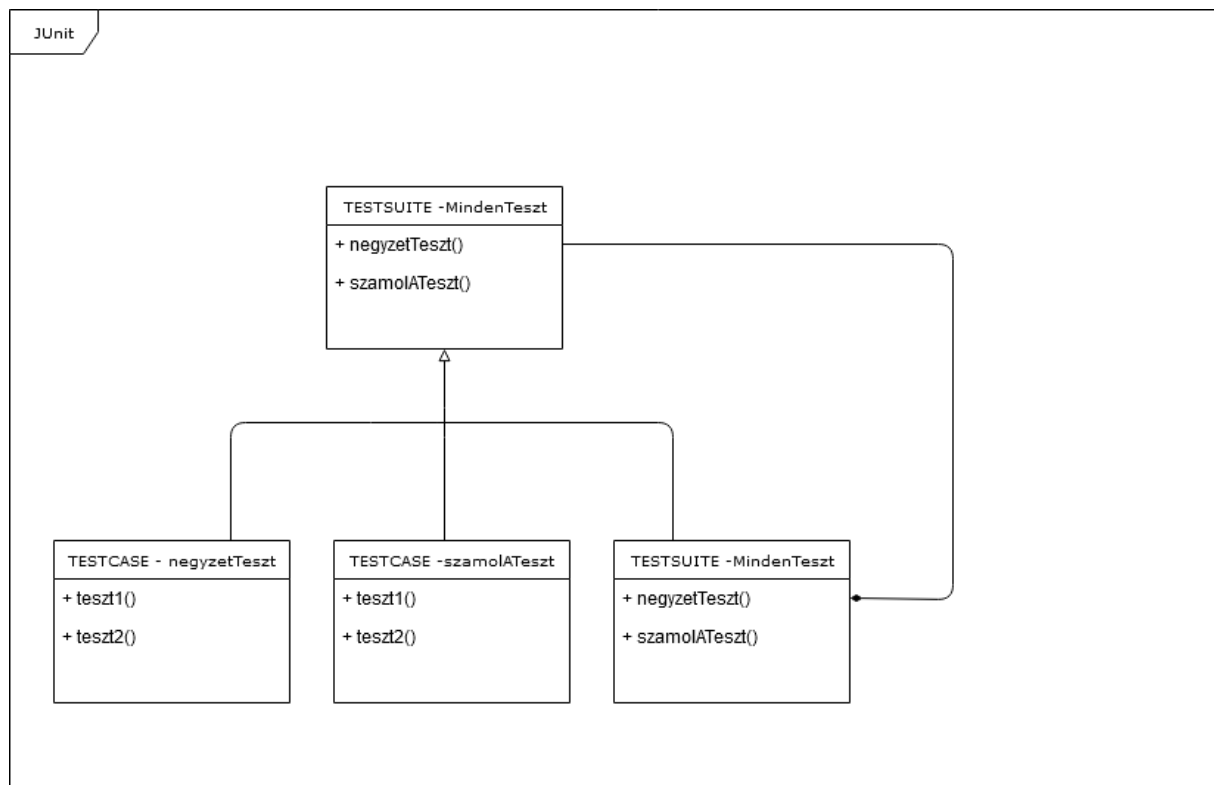 JUnit
TESTSUITE -MindenTeszt
+ negyzetTeszt()
+ szamolATeszt()
TESTCASE - negyzetTeszt
+ teszt1()
+ teszt2()
TESTCASE -szamolATeszt
+ teszt1()
+ teszt2()
TESTSUITE -MindenTeszt
+ negyzetTeszt()
+ szamolATeszt()